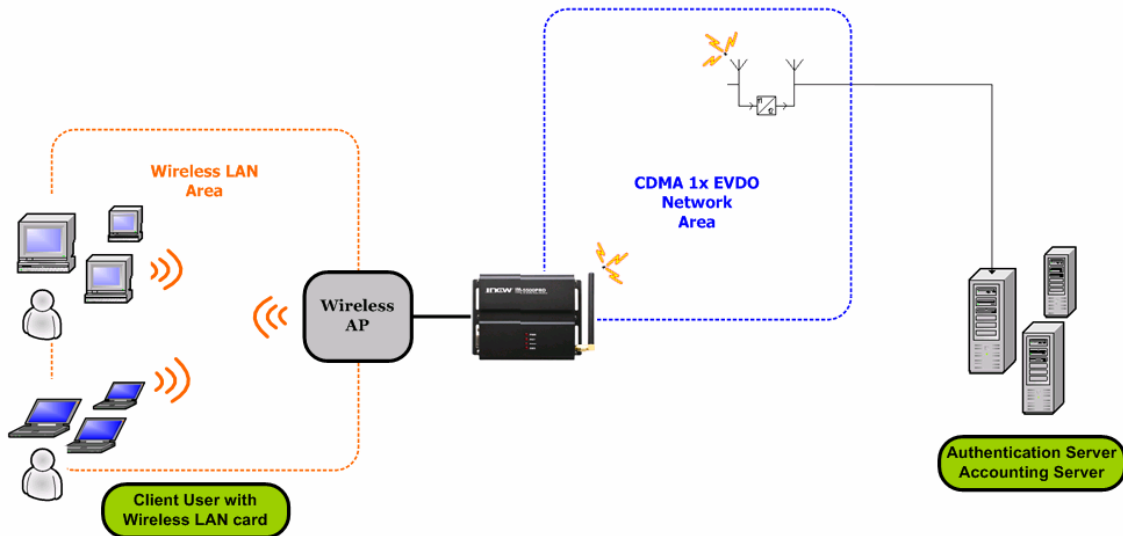 Wireless LAN
Area
CDMA 1x EVDO
Network
Area
Wireless
AP
Client User with
Wireless LAN card
Authentication Server
Accounting Server